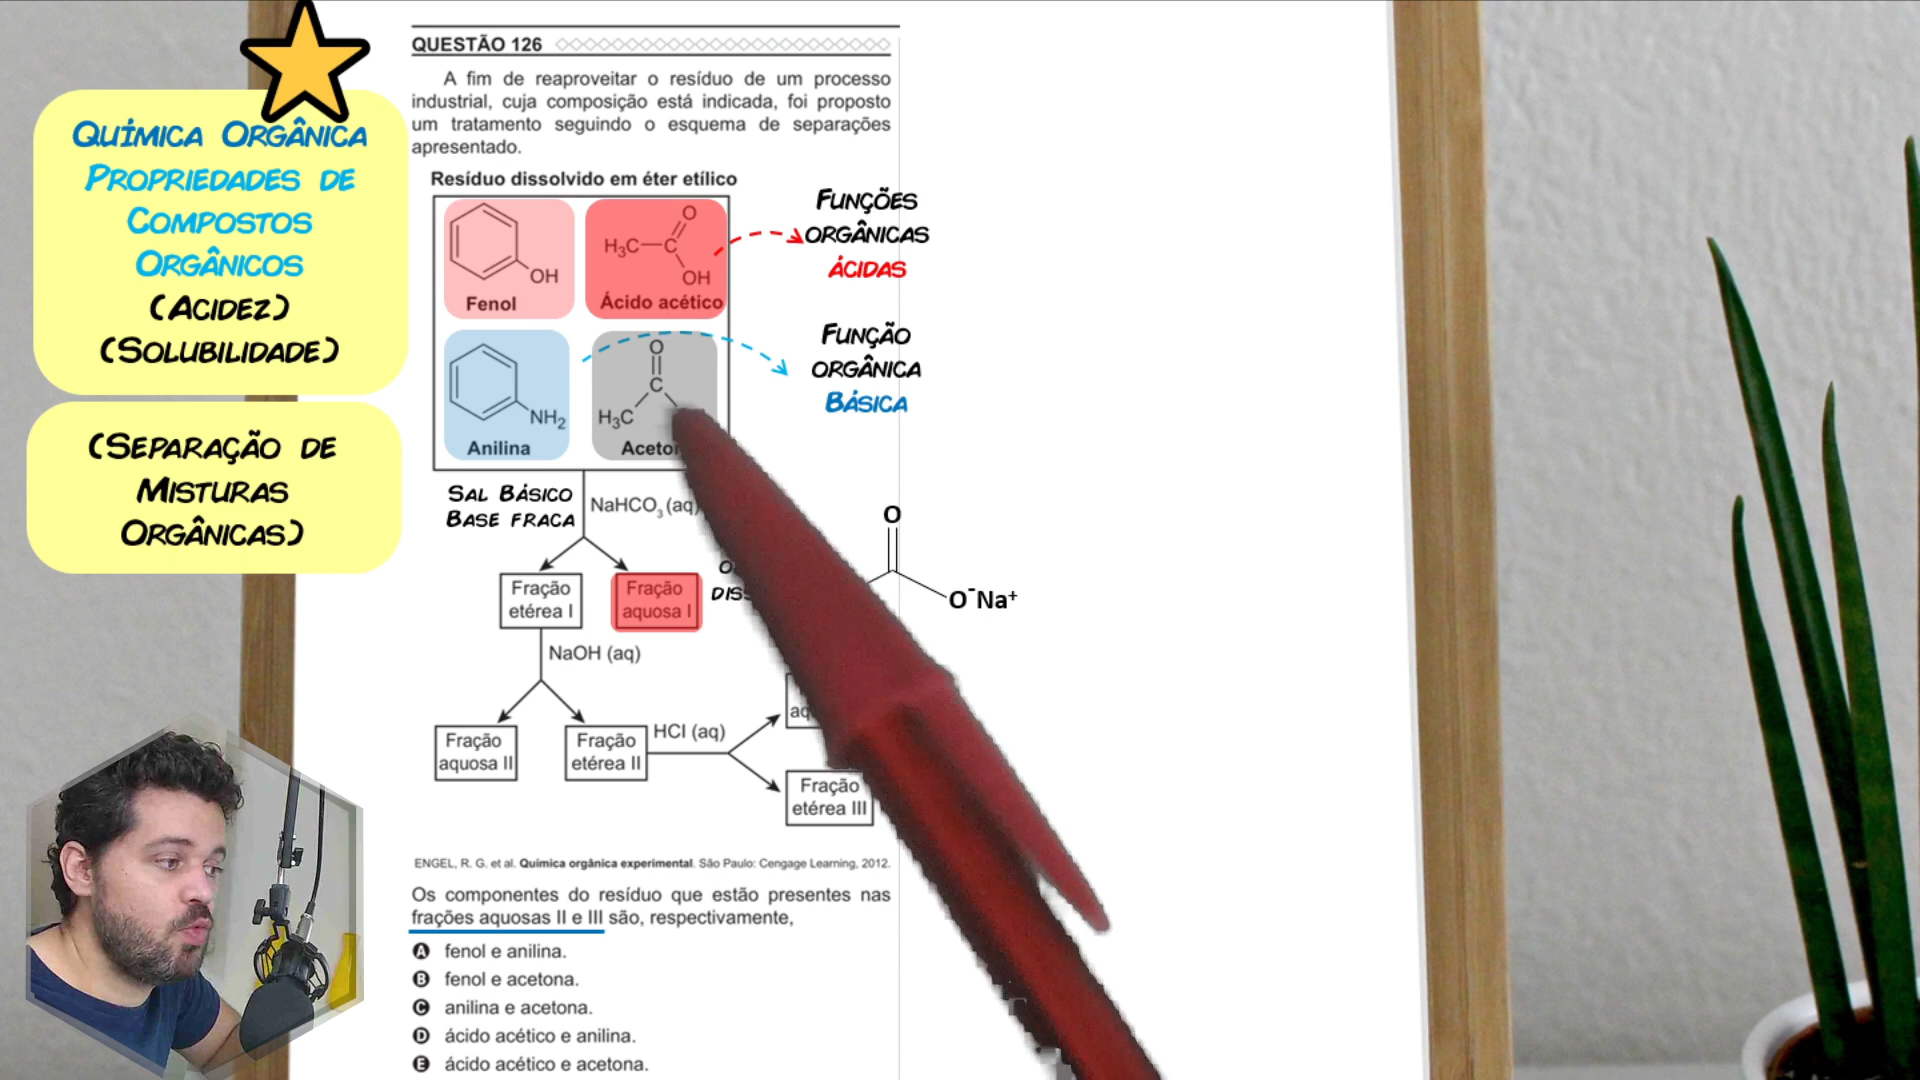 Química Orgânica
Propriedades de
Compostos
Orgânicos
(Acidez)
(Solubilidade)
(Separação de
Misturas
Orgânicas)
QUESTÃO 126
A fim de reaproveitar o resíduo de um processo
industrial, cuja composição está indicada, foi proposto
um tratamento seguindo o esquema de separações
apresentado.
Resíduo dissolvido em éter etílico
OH
Fenol
O
H₃C
C
OH
Ácido acético
Funções
orgânicas
ácidas
NH₂
Anilina
O
C
H₃C
Função
orgânica
Básica
Sal Básico
Base fraca
NaHCO₃ (aq)
Fração
etérea I
Fração
aquosa I
O
O⁻Na⁺
NaOH (aq)
Fração
aquosa II
Fração
etérea II
HCl (aq)
Fração
etérea III
ENGEL, R. G. et al. Química orgânica experimental. São Paulo: Cengage Learning, 2012.
Os componentes do resíduo que estão presentes nas
frações aquosas II e III são, respectivamente,
A fenol e anilina.
B fenol e acetona.
C anilina e acetona.
D ácido acético e anilina.
E ácido acético e acetona.